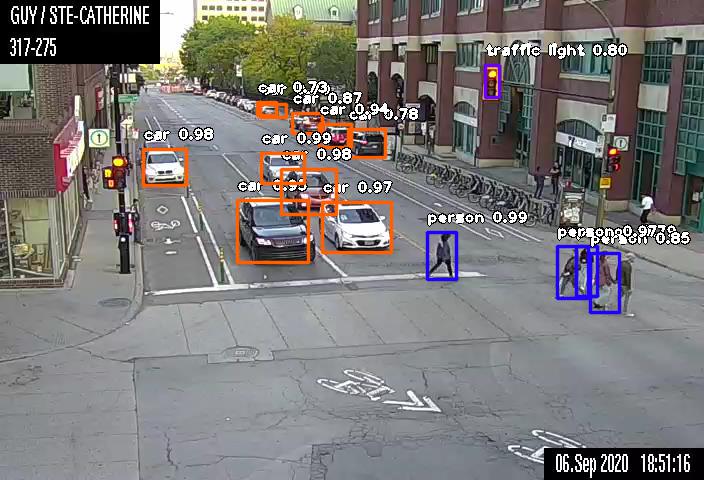 GUY / STE-CATHERINE
317-275
traffic light 0.80
car 0.73
car 0.87
car 0.94
car 0.78
car 0.98
car 0.99
car 0.98
car 0.97
person 0.99
person 0.85
06.Sep 2020 18:51:16